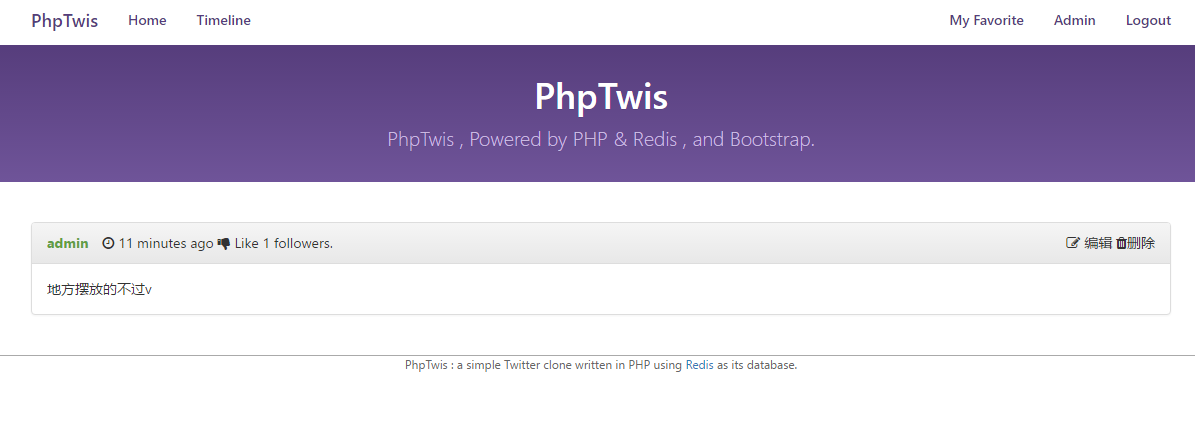 PhpTwis Home Timeline My Favorite Admin Logout
PhpTwis
PhpTwis , Powered by PHP & Redis , and Bootstrap.
admin 11 minutes ago Like 1 followers. 编辑 删除
地方摆放的不过v
PhpTwis : a simple Twitter clone written in PHP using Redis as its database.